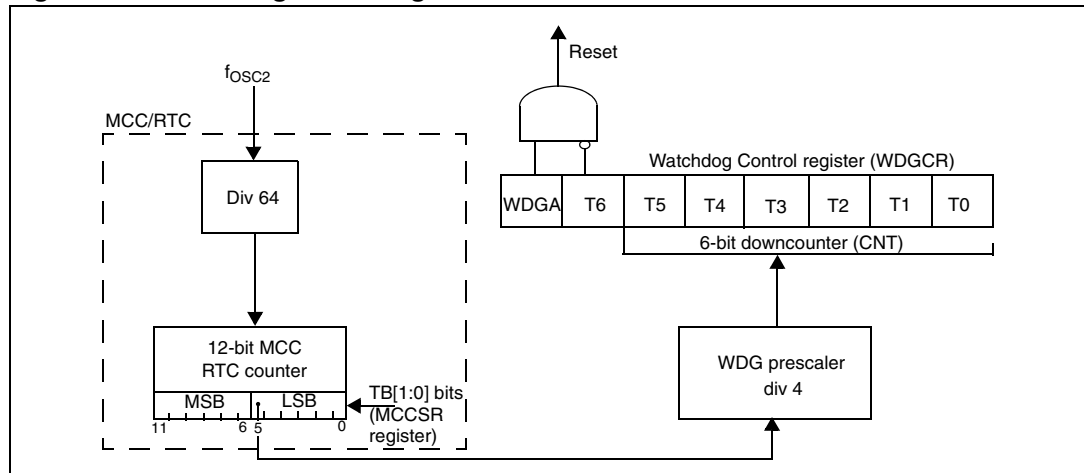 Reset
fOSC2
MCC/RTC
Div 64
Watchdog Control register (WDGCR)
WDGA T6 T5 T4 T3 T2 T1 T0
6-bit downcounter (CNT)
12-bit MCC
RTC counter
MSB LSB
11 6 5 0
TB[1:0] bits
(MCCSR
register)
WDG prescaler
div 4